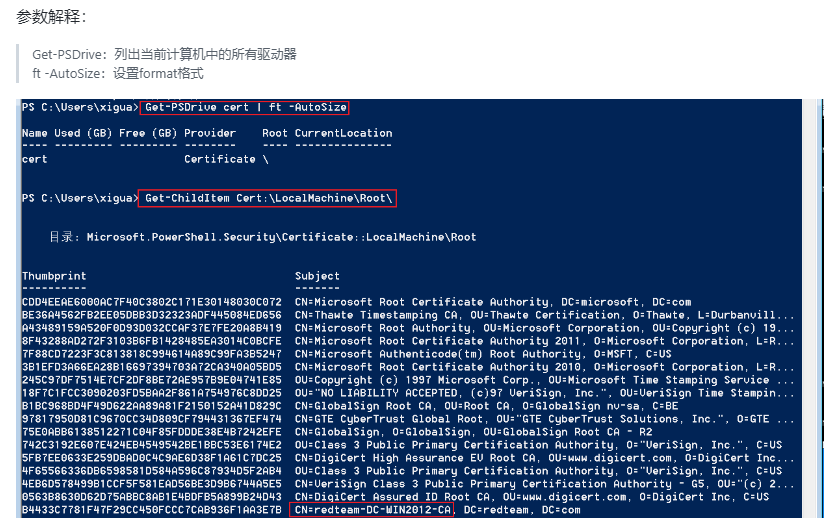 参数解释：
Get-PSDrive：列出当前计算机中的所有驱动器
ft -AutoSize：设置format格式
PS C:\Users\xigua> Get-PSDrive cert | ft -AutoSize
Name Used (GB) Free (GB) Provider    Root CurrentLocation
---- --------- --------- --------    ---- ---------------
cert                     Certificate \
PS C:\Users\xigua> Get-ChildItem Cert:\LocalMachine\Root\
目录: Microsoft.PowerShell.Security\Certificate::LocalMachine\Root
Thumbprint                                Subject
----------                                -------
CDD4EEAE6000AC7F40C3802C171E30148030C072  CN=Microsoft Root Certificate Authority, DC=microsoft, DC=com
BE36A4562FB2EE05DBB3D32323ADF445084ED656  CN=Thawte Timestamping CA, OU=Thawte Certification, O=Thawte, L=Durbanvill...
A43489159A520F0D93D032CCAF37E7FE20A8B419  CN=Microsoft Root Authority, OU=Microsoft Corporation, OU=Copyright (c) 19...
8F43288AD272F3103B6FB1428485EA3014C0BCFE  CN=Microsoft Root Certificate Authority 2011, O=Microsoft Corporation, L=R...
7F88CD7223F3C813818C994614A89C99FA3B5247  CN=Microsoft Authenticode(tm) Root Authority, O=MSFT, C=US
3B1EFD3A66EA28B16697394703A72CA340A05BD5  CN=Microsoft Root Certificate Authority 2010, O=Microsoft Corporation, L=R...
245C97DF7514E7CF2DF8BE72AE957B9E04741E85  OU=Copyright (c) 1997 Microsoft Corp., OU=Microsoft Time Stamping Service ...
18F7C1FCC3090203FD5BAA2F861A754976C8DD25  OU="NO LIABILITY ACCEPTED, (c)97 VeriSign, Inc.", OU=VeriSign Time Stampin...
B1BC968BD4F49D622AA89A81F2150152A41D829C  CN=GlobalSign Root CA, OU=Root CA, O=GlobalSign nv-sa, C=BE
97817950D81C9670CC34D809CF794431367EF474  CN=GTE CyberTrust Global Root, OU="GTE CyberTrust Solutions, Inc.", O=GTE ...
75E0ABB6138512271C04F85FDDDE38E4B7242EFE  CN=GlobalSign, O=GlobalSign, OU=GlobalSign Root CA - R2
742C3192E607E424EB4549542BE1BBC53E6174E2  OU=Class 3 Public Primary Certification Authority, O="VeriSign, Inc.", C=US
5FB7EE0633E259DBAD0C4C9AE6D38F1A61C7DC25  CN=DigiCert High Assurance EV Root CA, OU=www.digicert.com, O=DigiCert Inc...
4F65566336DB6598581D584A596C87934D5F2AB4  OU=Class 3 Public Primary Certification Authority, O="VeriSign, Inc.", C=US
4EB6D578499B1CCF5F581EAD56BE3D9B6744A5E5  CN=VeriSign Class 3 Public Primary Certification Authority - G5, OU="(c) 2...
0563B8630D62D75ABBC8AB1E4BDFB5A899B24D43  CN=DigiCert Assured ID Root CA, OU=www.digicert.com, O=DigiCert Inc, C=US
B4433C7781F47F29CC450FCCC7CAB936F1AA3E7B  CN=redteam-DC-WIN2012-CA, DC=redteam, DC=com